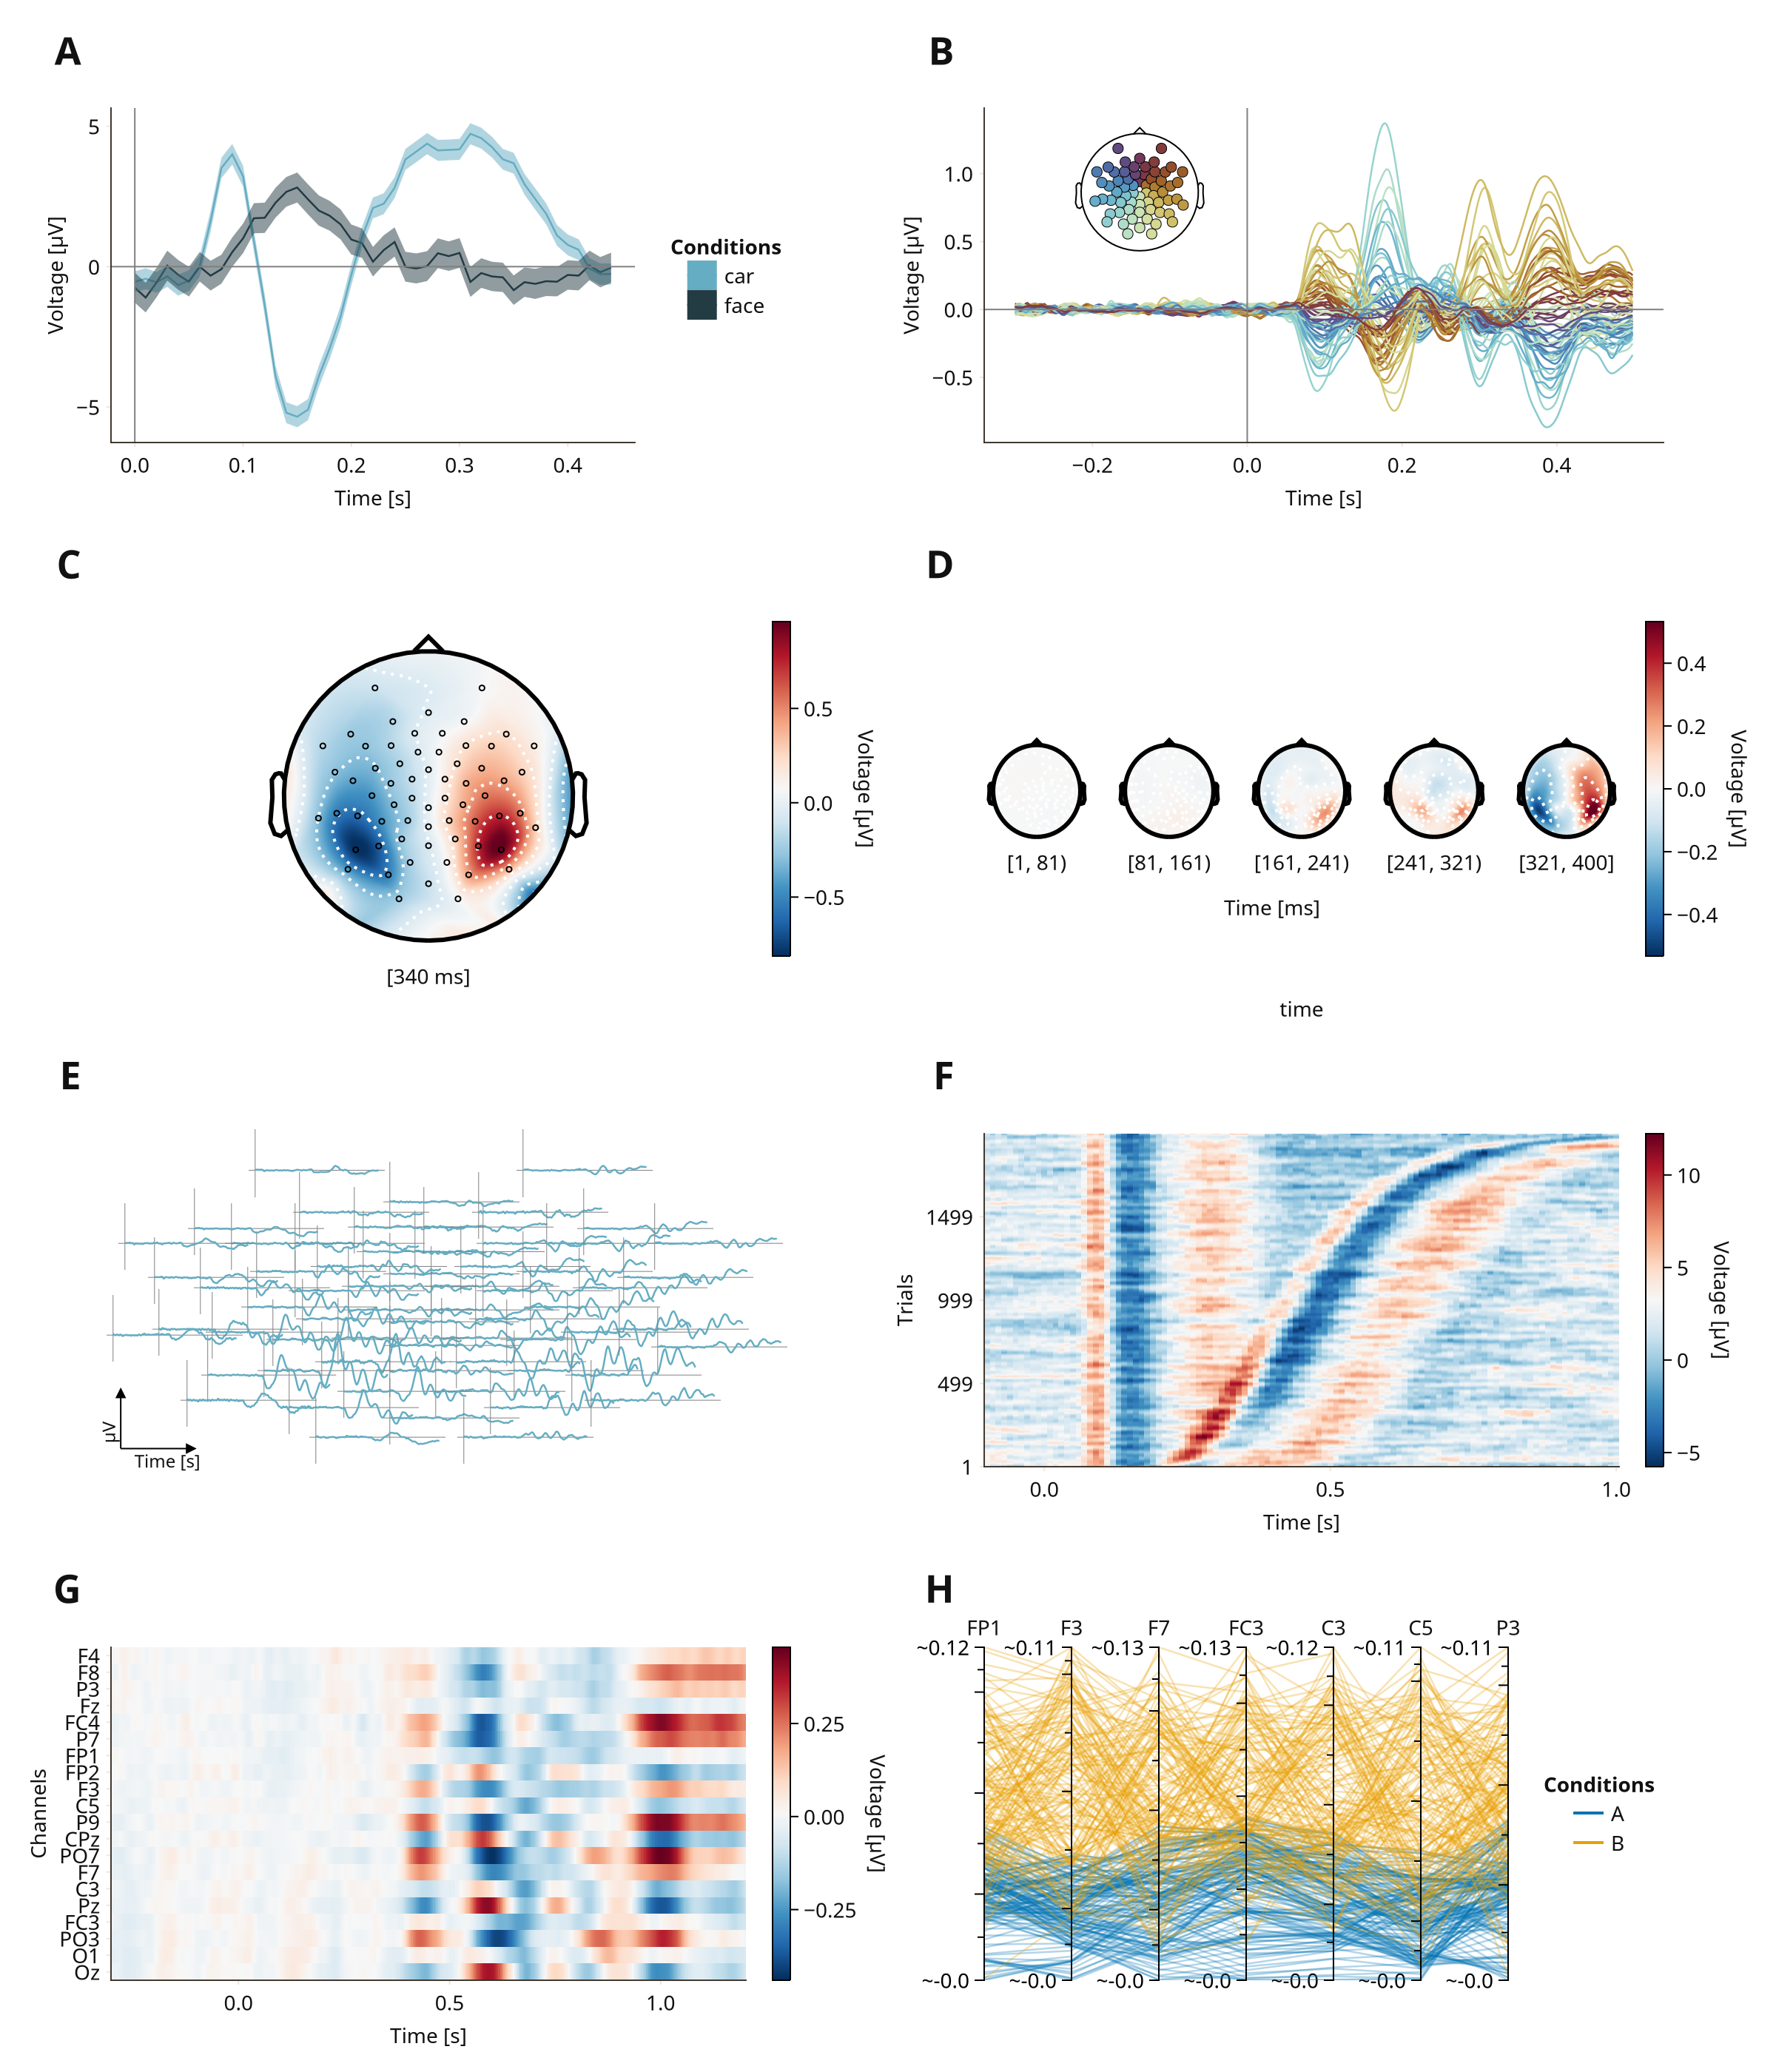 A
5
0
−5
Voltage [µV]
0.0 0.1 0.2 0.3 0.4
Time [s]
Conditions
car
face
B
1.0
0.5
0.0
−0.5
Voltage [µV]
−0.2 0.0 0.2 0.4
Time [s]
C
0.5
0.0
−0.5
Voltage [µV]
[340 ms]
D
[1, 81) [81, 161) [161, 241) [241, 321) [321, 400]
Time [ms]
time
0.4
0.2
0.0
−0.2
−0.4
Voltage [µV]
E
µV
Time [s]
F
1499
999
499
1
Trials
0.0 0.5 1.0
Time [s]
10
5
0
−5
Voltage [µV]
G
F4
F8
P3
Fz
FC4
P7
FP1
FP2
F3
C5
P9
CPz
PO7
F7
C3
Pz
FC3
PO3
O1
Oz
Channels
0.0 0.5 1.0
Time [s]
0.25
0.00
−0.25
Voltage [µV]
H
FP1 F3 F7 FC3 C3 C5 P3
~0.12 ~0.11 ~0.13 ~0.13 ~0.12 ~0.11 ~0.11
~-0.0 ~-0.0 ~-0.0 ~-0.0 ~-0.0 ~-0.0 ~-0.0
Conditions
A
B